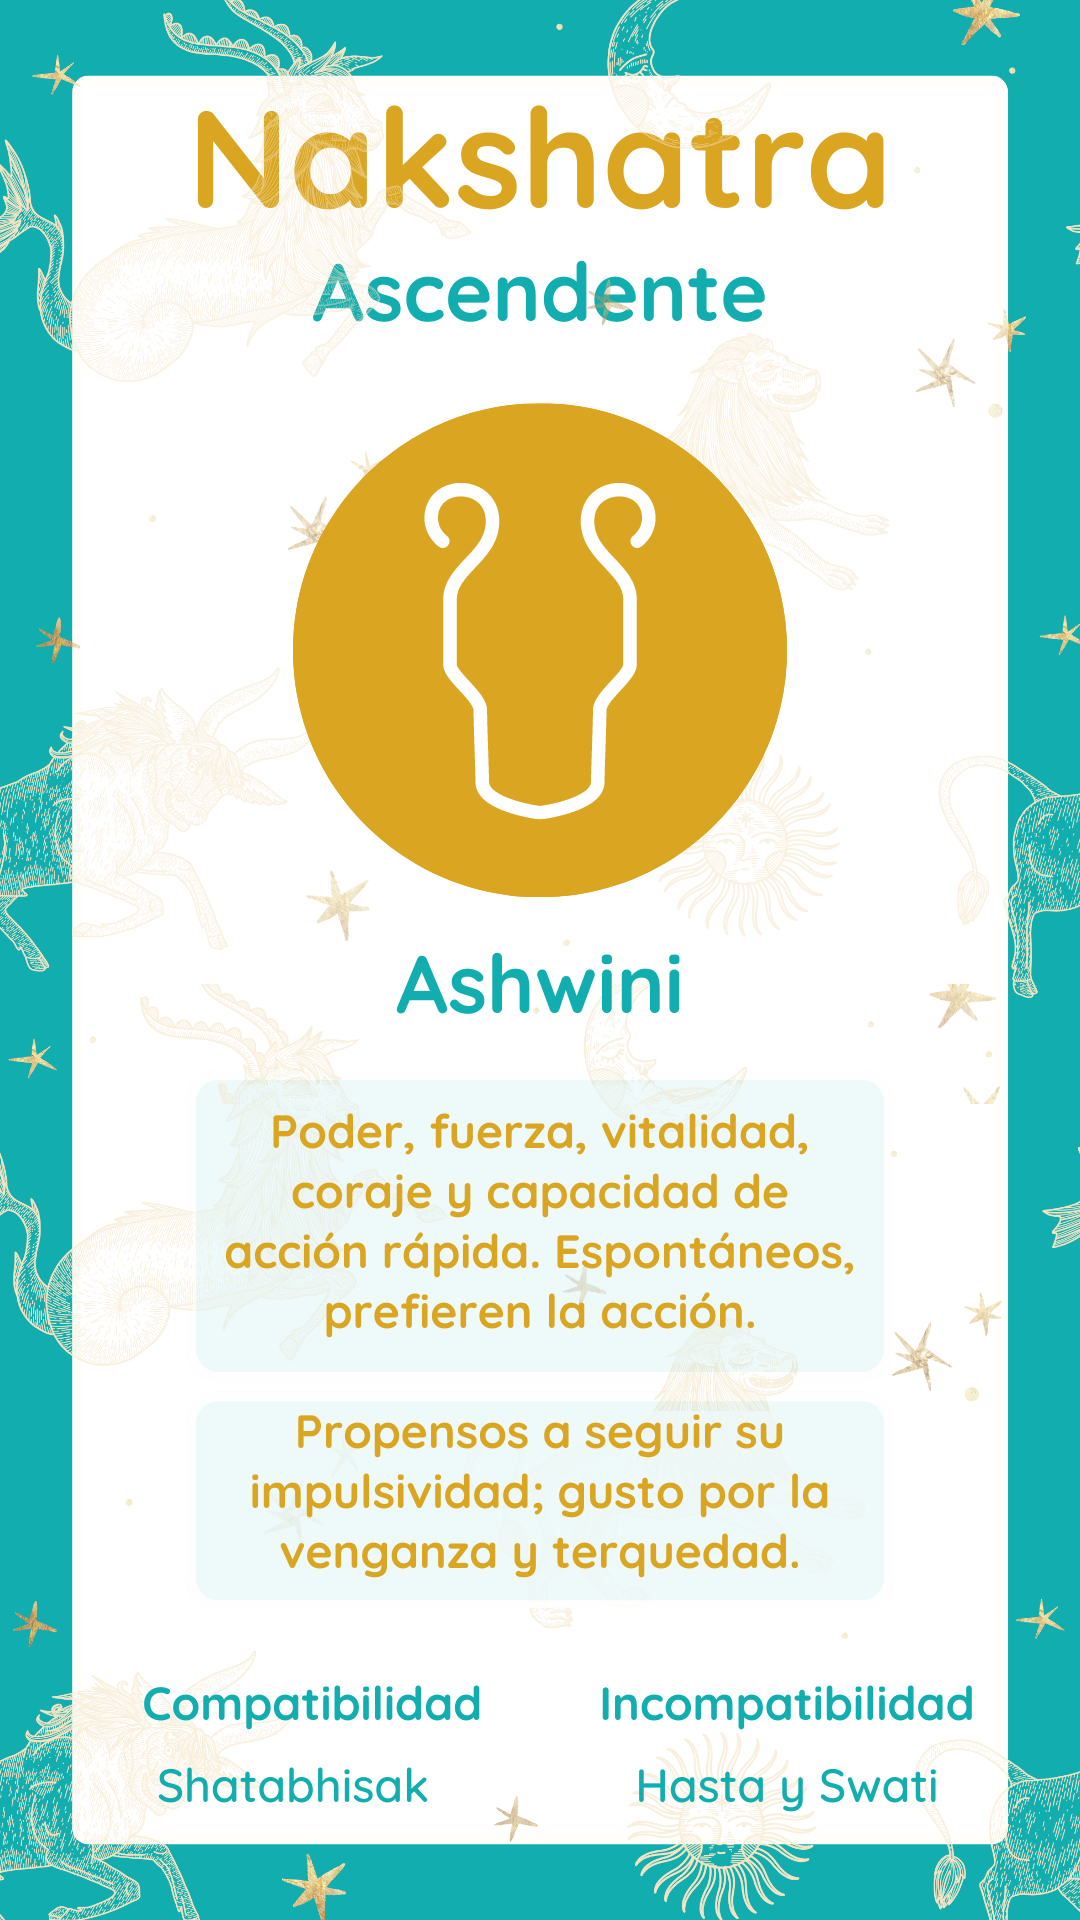 Nakshatra
Ascendente
Ashwini
Poder, fuerza, vitalidad,
coraje y capacidad de
acción rápida. Espontáneos,
prefieren la acción.
Propensos a seguir su
impulsividad; gusto por la
venganza y terquedad.
Compatibilidad
Shatabhisak
Incompatibilidad
Hasta y Swati